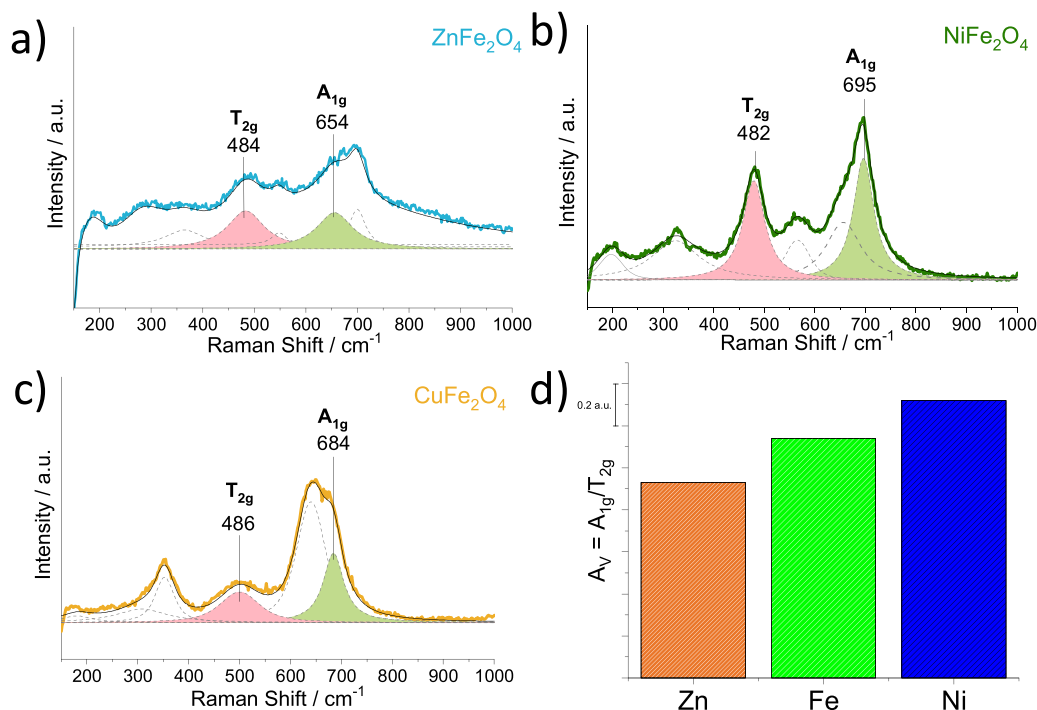 a)
ZnFe₂O₄
A₁g
654
T₂g
484
Intensity / a.u.
200 300 400 500 600 700 800 900 1000
Raman Shift / cm⁻¹
b)
NiFe₂O₄
A₁g
695
T₂g
482
Intensity / a.u.
200 300 400 500 600 700 800 900 1000
Raman Shift / cm⁻¹
c)
CuFe₂O₄
A₁g
684
T₂g
486
Intensity / a.u.
200 300 400 500 600 700 800 900 1000
Raman Shift / cm⁻¹
d)
0.2 a.u.
Aᵥ = A₁g/T₂g
Zn Fe Ni